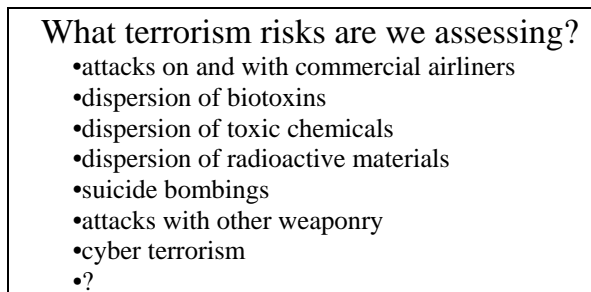 What terrorism risks are we assessing?
•attacks on and with commercial airliners
•dispersion of biotoxins
•dispersion of toxic chemicals
•dispersion of radioactive materials
•suicide bombings
•attacks with other weaponry
•cyber terrorism
•?